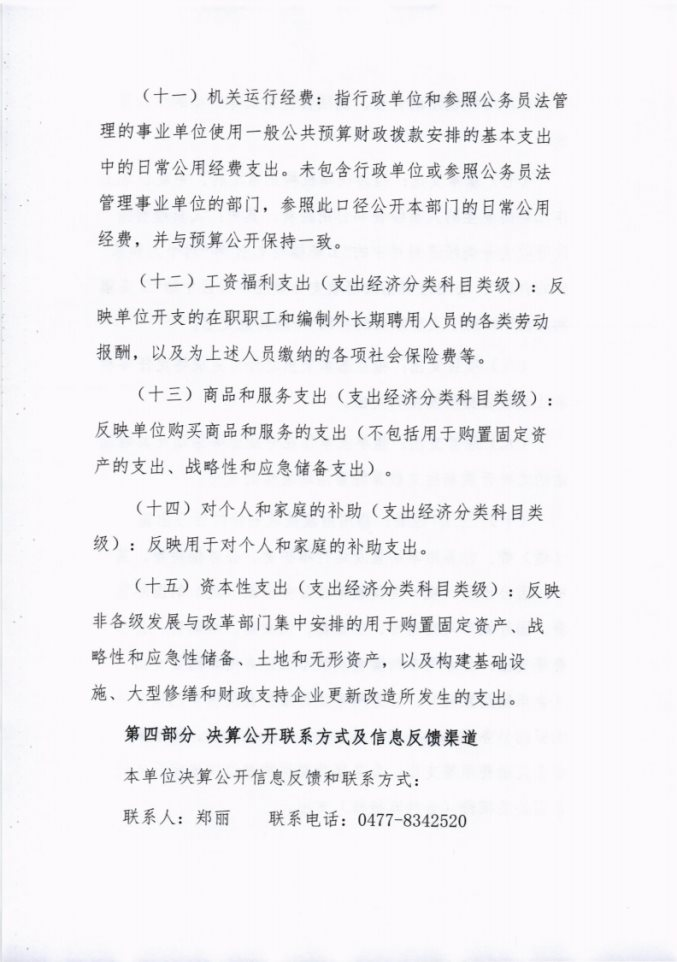 （十一）机关运行经费：指行政单位和参照公务员法管
理的事业单位使用一般公共预算财政拨款安排的基本支出
中的日常公用经费支出。未包含行政单位或参照公务员法
管理事业单位的部门，参照此口径公开本部门的日常公用
经费，并与预算公开保持一致。
（十二）工资福利支出（支出经济分类科目类级）：反
映单位开支的在职职工和编制外长期聘用人员的各类劳动
报酬，以及为上述人员缴纳的各项社会保险费等。
（十三）商品和服务支出（支出经济分类科目类级）：
反映单位购买商品和服务的支出（不包括用于购置固定资
产的支出、战略性和应急储备支出）。
（十四）对个人和家庭的补助（支出经济分类科目类
级）：反映用于对个人和家庭的补助支出。
（十五）资本性支出（支出经济分类科目类级）：反映
非各级发展与改革部门集中安排的用于购置固定资产、战
略性和应急性储备、土地和无形资产，以及构建基础设
施、大型修缮和财政支持企业更新改造所发生的支出。
第四部分 决算公开联系方式及信息反馈渠道
本单位决算公开信息反馈和联系方式：
联系人：郑丽 联系电话：0477-8342520